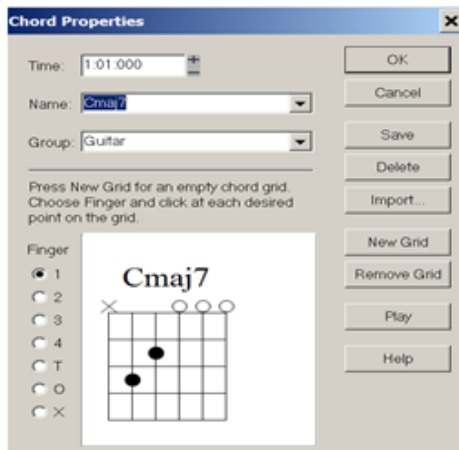 Chord Properties
Time: 1:01:000
Name: Cmaj7
Group: Guitar
Press New Grid for an empty chord grid.
Choose Finger and click at each desired
point on the grid.
Finger
1
2
3
4
T
O
X
Cmaj7
X O O O
OK
Cancel
Save
Delete
Import...
New Grid
Remove Grid
Play
Help